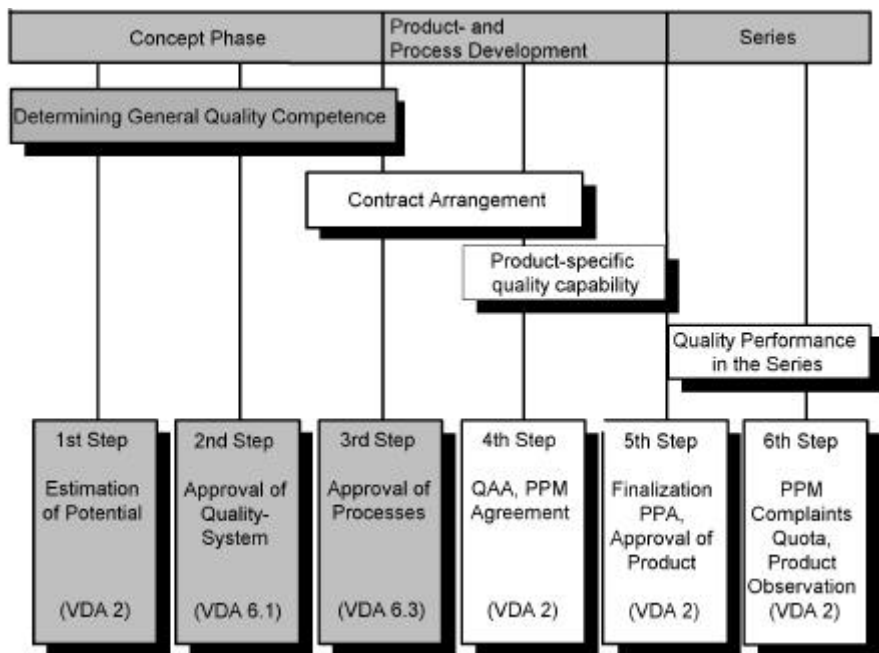 Concept Phase
Product- and
Process Development
Series
Determining General Quality Competence
Contract Arrangement
Product-specific
quality capability
Quality Performance
in the Series
1st Step
Estimation
of Potential
(VDA 2)
2nd Step
Approval of
Quality-
System
(VDA 6.1)
3rd Step
Approval of
Processes
(VDA 6.3)
4th Step
QAA, PPM
Agreement
(VDA 2)
5th Step
Finalization
PPA,
Approval of
Product
(VDA 2)
6th Step
PPM
Complaints
Quota,
Product
Observation
(VDA 2)